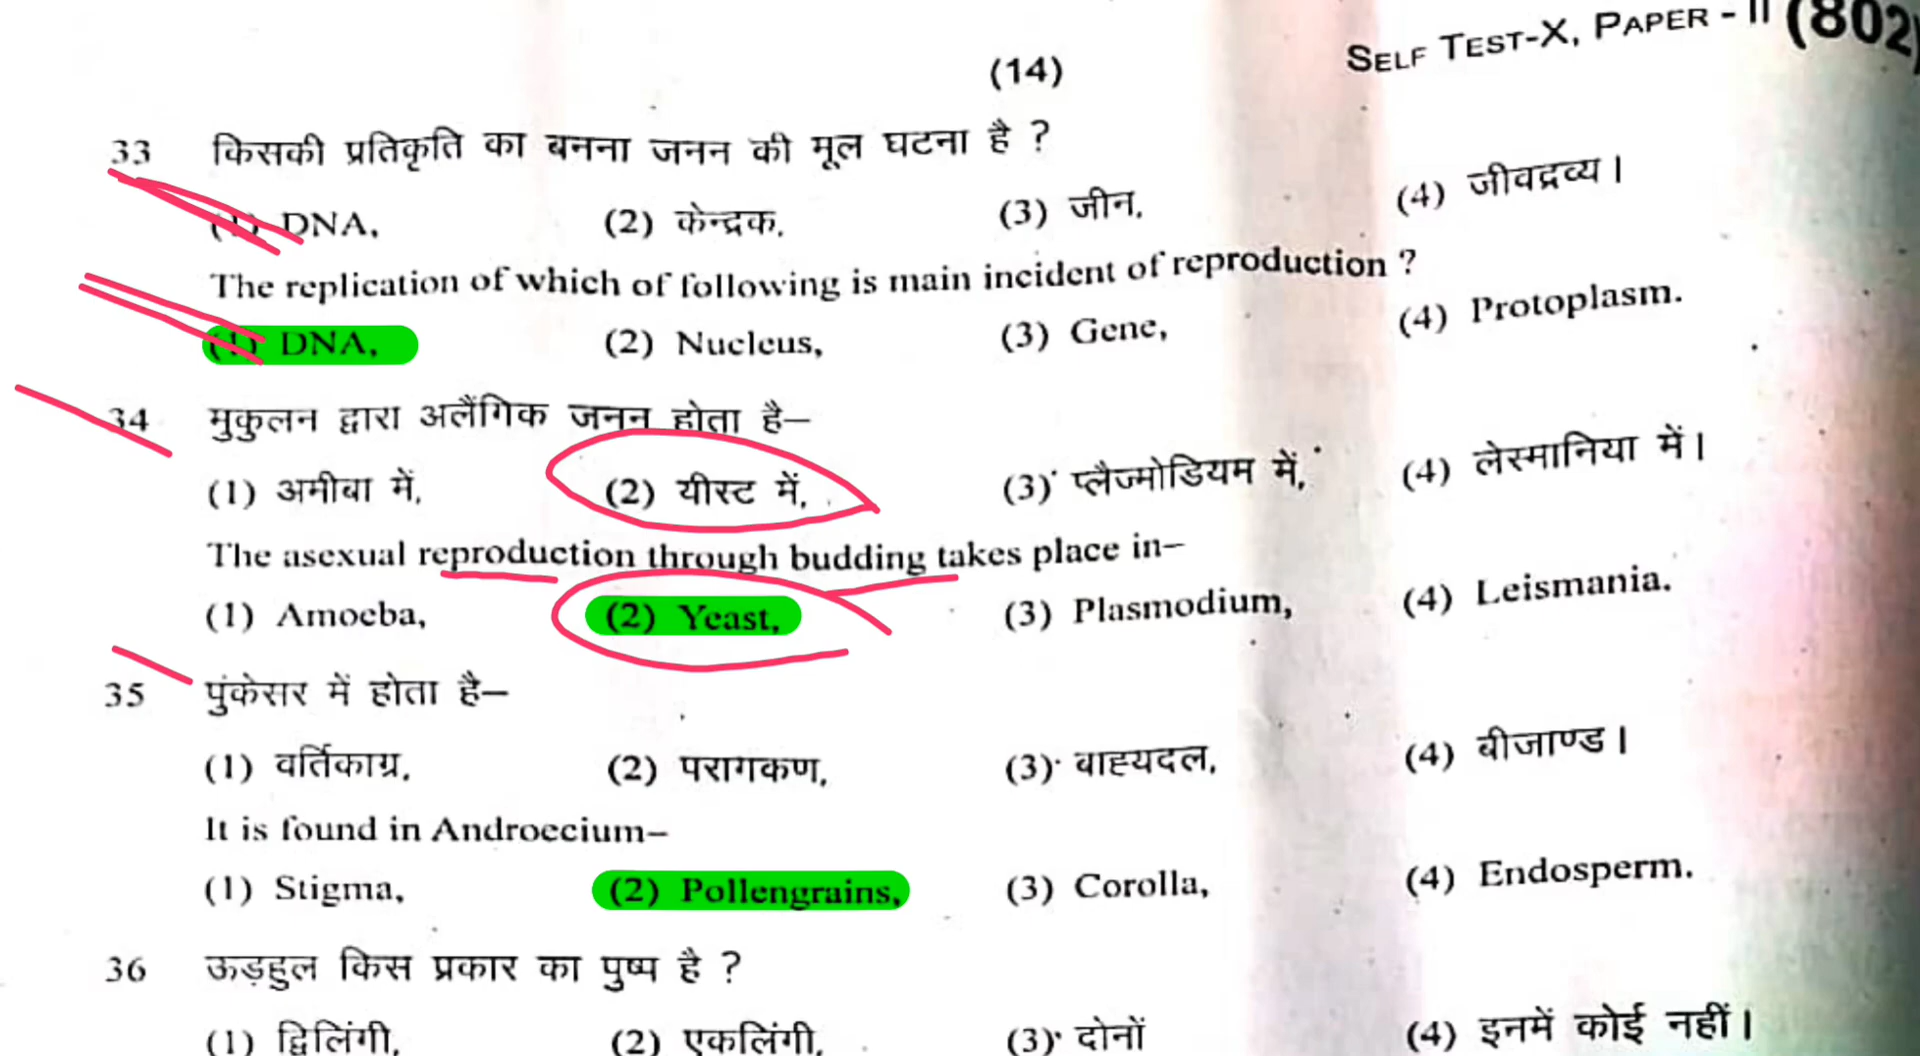 (14)
SELF TEST-X, PAPER - II (802)
33 किसकी प्रतिकृति का बनना जनन की मूल घटना है ?
(1) DNA, (2) केन्द्रक, (3) जीन, (4) जीवद्रव्य।
The replication of which of following is main incident of reproduction ?
(1) DNA, (2) Nucleus, (3) Gene, (4) Protoplasm.
34 मुकुलन द्वारा अलैंगिक जनन होता है–
(1) अमीबा में, (2) यीस्ट में, (3) प्लैज्मोडियम में, (4) लेस्मानिया में।
The asexual reproduction through budding takes place in–
(1) Amoeba, (2) Yeast, (3) Plasmodium, (4) Leismania.
35 पुंकेसर में होता है–
(1) वर्तिकाग्र, (2) परागकण, (3) बाह्यदल, (4) बीजाण्ड।
It is found in Androecium–
(1) Stigma, (2) Pollengrains, (3) Corolla, (4) Endosperm.
36 ऊड़हुल किस प्रकार का पुष्प है ?
(1) द्विलिंगी, (2) एकलिंगी, (3) दोनों (4) इनमें कोई नहीं।